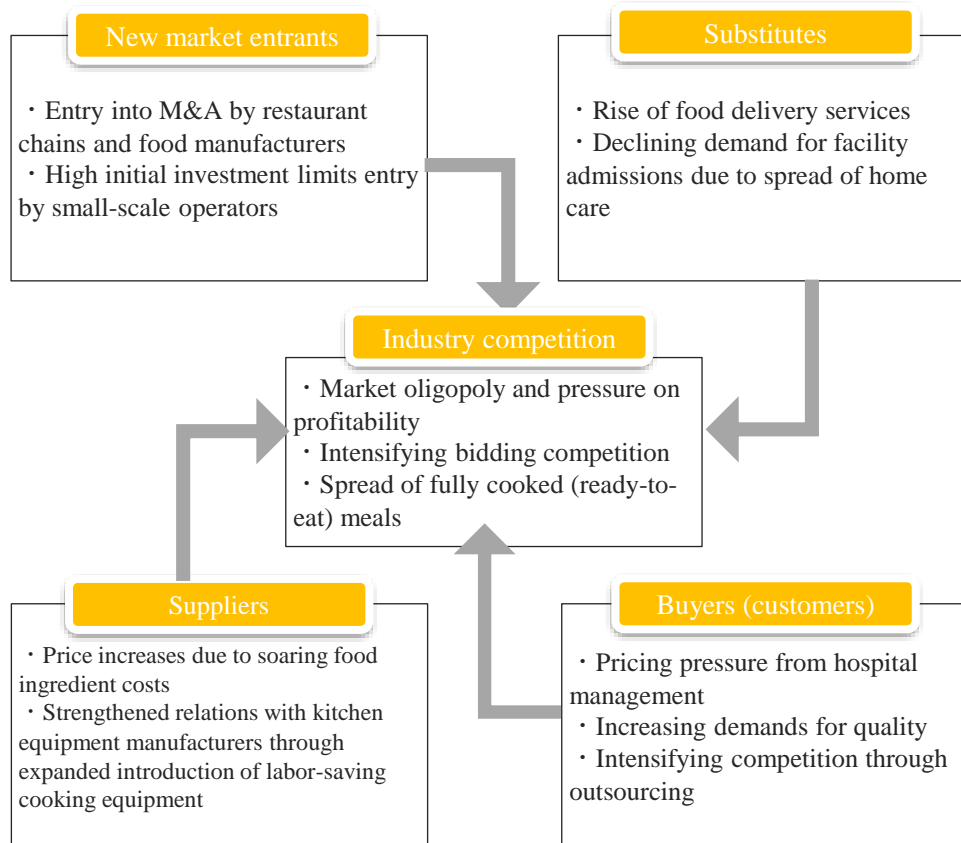 New market entrants
・Entry into M&A by restaurant
chains and food manufacturers
・High initial investment limits entry
by small-scale operators
Substitutes
・Rise of food delivery services
・Declining demand for facility
admissions due to spread of home
care
Industry competition
・Market oligopoly and pressure on
profitability
・Intensifying bidding competition
・Spread of fully cooked (ready-to-
eat) meals
Suppliers
・Price increases due to soaring food
ingredient costs
・Strengthened relations with kitchen
equipment manufacturers through
expanded introduction of labor-saving
cooking equipment
Buyers (customers)
・Pricing pressure from hospital
management
・Increasing demands for quality
・Intensifying competition through
outsourcing